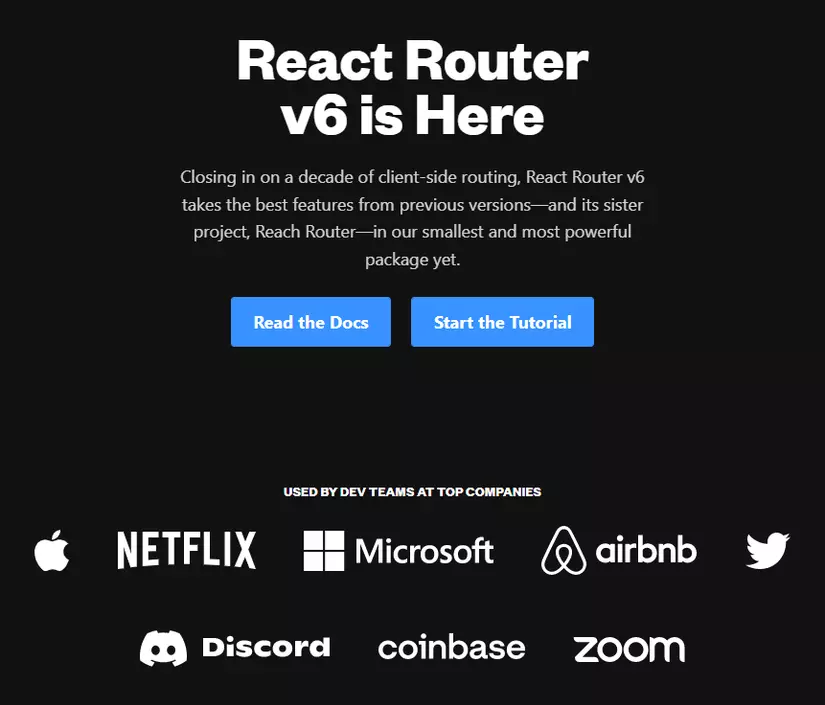 React Router
v6 is Here
Closing in on a decade of client-side routing, React Router v6
takes the best features from previous versions—and its sister
project, Reach Router—in our smallest and most powerful
package yet.
Read the Docs
Start the Tutorial
USED BY DEV TEAMS AT TOP COMPANIES
NETFLIX
Microsoft
airbnb
Discord
coinbase
zoom